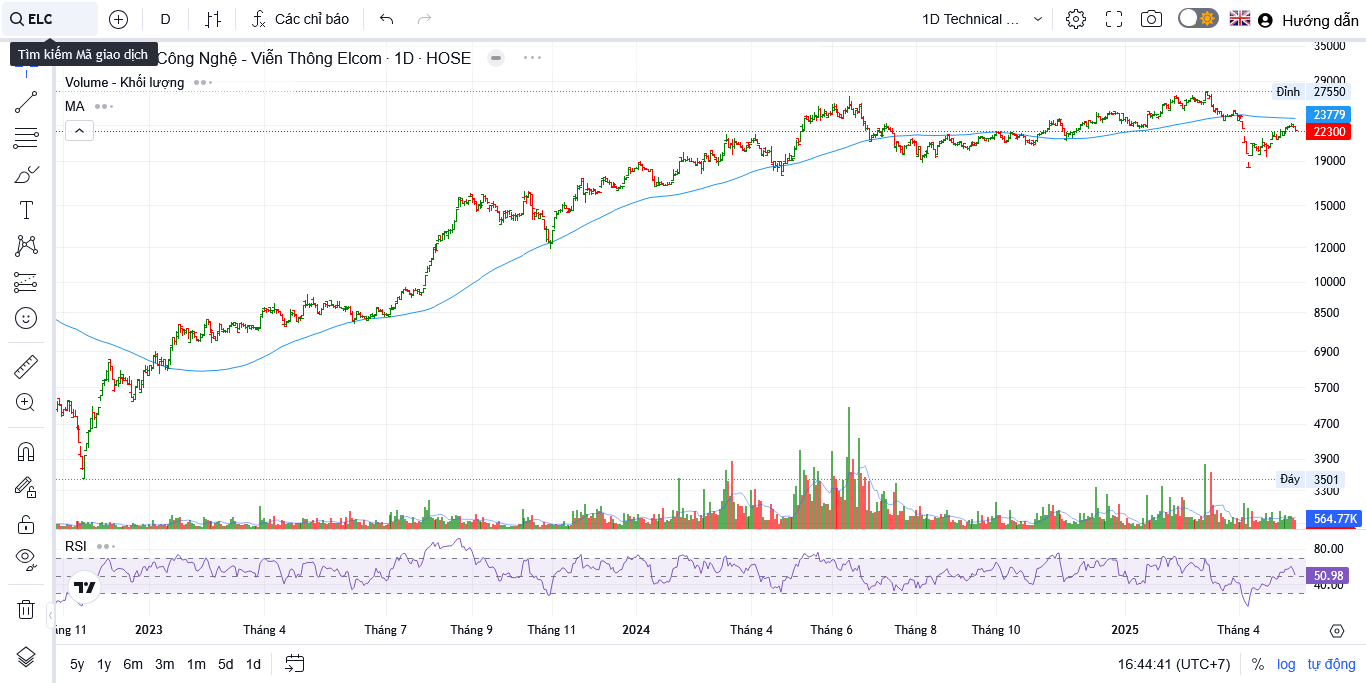 ELC
D
Các chỉ báo
1D Technical ...
Hướng dẫn
Tìm kiếm Mã giao dịch
Công Nghệ - Viễn Thông Elcom · 1D · HOSE
Volume - Khối lượng
MA
35000
29000
Đỉnh 27550
23779
22300
19000
15000
12000
10000
8500
6900
5700
4700
3900
Đáy 3501
3300
564.77K
RSI
80.00
50.98
40.00
ng 11
2023
Tháng 4
Tháng 7
Tháng 9
Tháng 11
2024
Tháng 4
Tháng 6
Tháng 8
Tháng 10
2025
Tháng 4
5y 1y 6m 3m 1m 5d 1d
16:44:41 (UTC+7) % log tự động